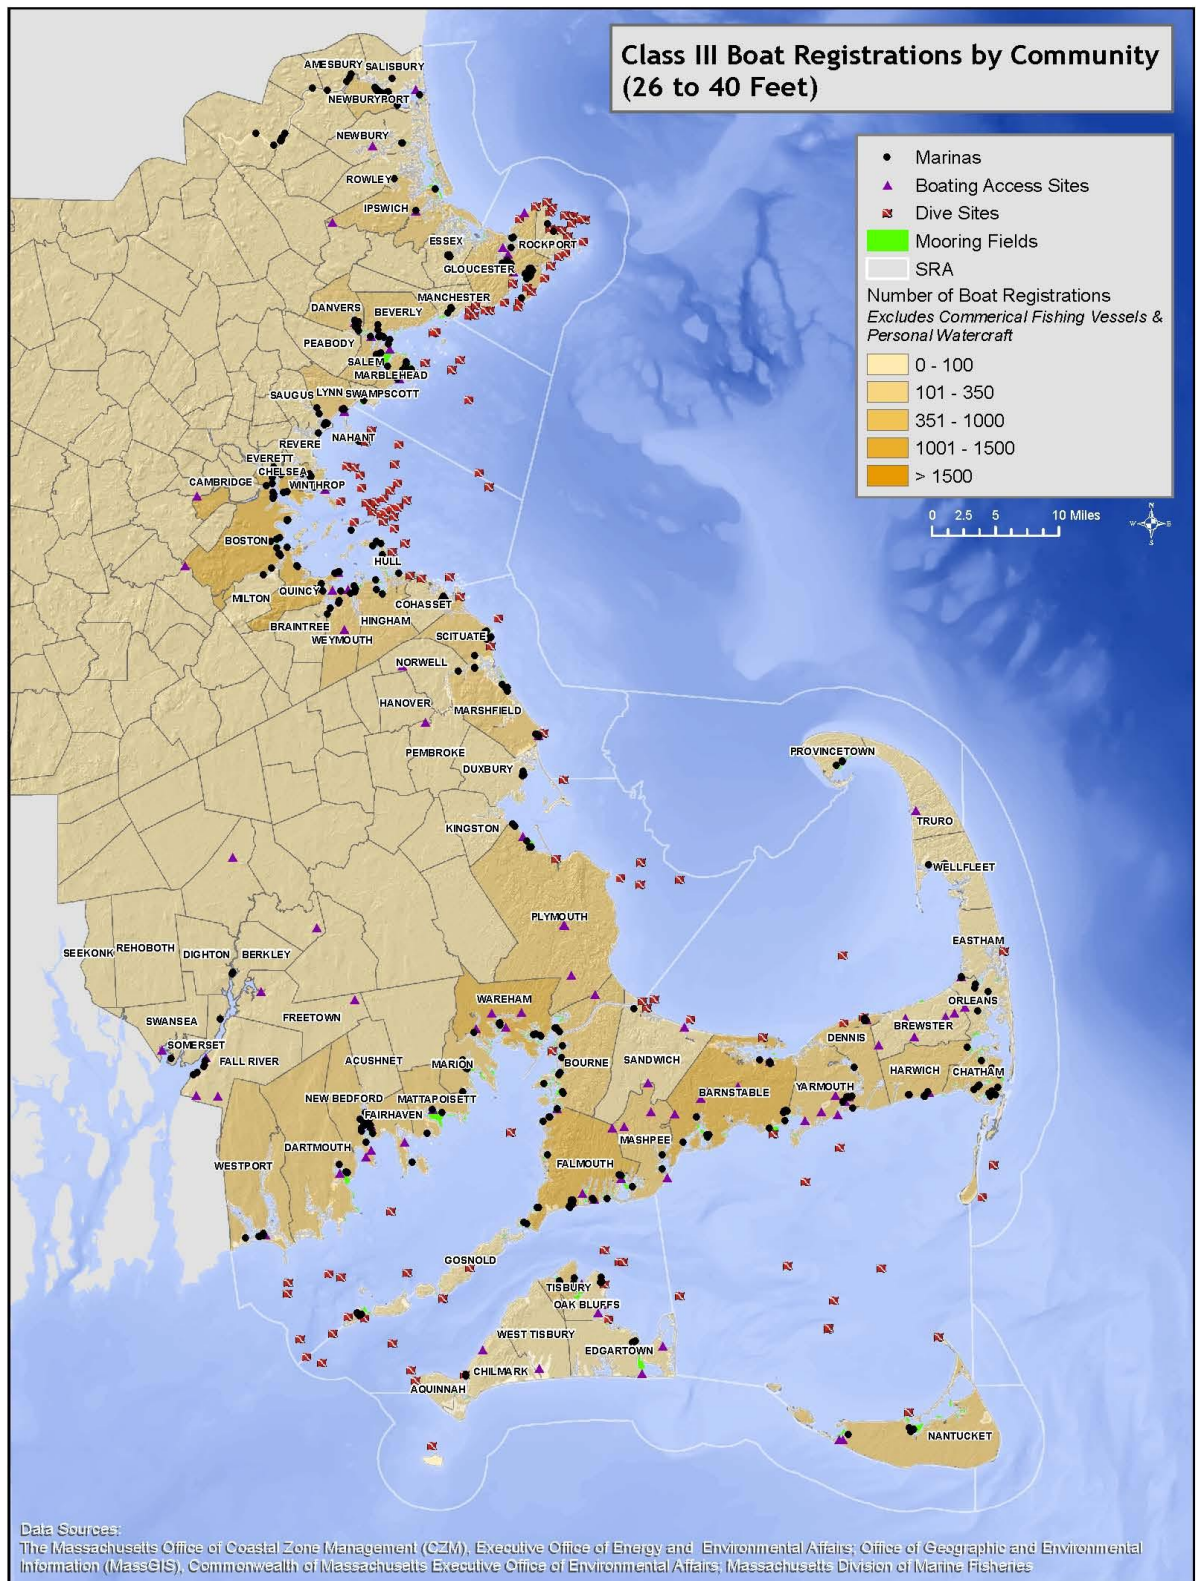 Class III Boat Registrations by Community
(26 to 40 Feet)
Marinas
Boating Access Sites
Dive Sites
Mooring Fields
SRA
Number of Boat Registrations
Excludes Commerical Fishing Vessels &
Personal Watercraft
0 - 100
101 - 350
351 - 1000
1001 - 1500
> 1500
0 2.5 5 10 Miles
N
W E
S
AMESBURY
SALISBURY
NEWBURYPORT
NEWBURY
ROWLEY
IPSWICH
ESSEX
ROCKPORT
GLOUCESTER
MANCHESTER
DANVERS
BEVERLY
PEABODY
SALEM
MARBLEHEAD
SAUGUS
LYNN
SWAMPSCOTT
NAHANT
REVERE
EVERETT
CHELSEA
CAMBRIDGE
WINTHROP
BOSTON
HULL
MILTON
QUINCY
COHASSET
BRAINTREE
HINGHAM
WEYMOUTH
SCITUATE
NORWELL
HANOVER
MARSHFIELD
PEMBROKE
DUXBURY
PROVINCETOWN
TRURO
KINGSTON
WELLFLEET
PLYMOUTH
EASTHAM
SEEKONK
REHOBOTH
DIGHTON
BERKLEY
WAREHAM
ORLEANS
SWANSEA
FREETOWN
BREWSTER
DENNIS
SOMERSET
FALL RIVER
ACUSHNET
MARION
BOURNE
SANDWICH
HARWICH
CHATHAM
BARNSTABLE
YARMOUTH
NEW BEDFORD
MATTAPOISETT
FAIRHAVEN
DARTMOUTH
MASHPEE
WESTPORT
FALMOUTH
GOSNOLD
TISBURY
OAK BLUFFS
WEST TISBURY
EDGARTOWN
CHILMARK
AQUINNAH
NANTUCKET
Data Sources:
The Massachusetts Office of Coastal Zone Management (CZM), Executive Office of Energy and Environmental Affairs; Office of Geographic and Environmental
Information (MassGIS), Commonwealth of Massachusetts Executive Office of Environmental Affairs; Massachusetts Division of Marine Fisheries